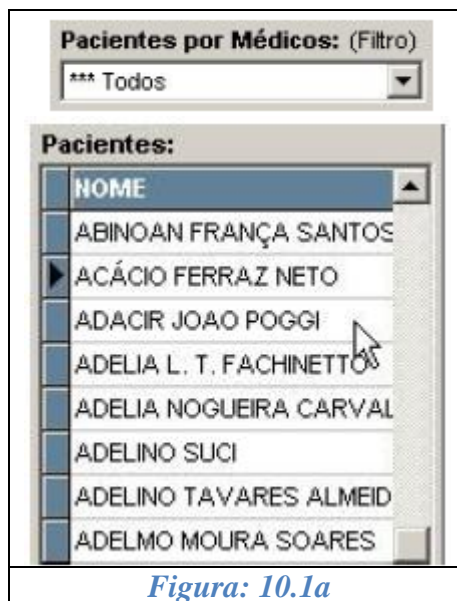 Pacientes por Médicos: (Filtro)
*** Todos
Pacientes:
NOME
ABINOAN FRANÇA SANTOS
ACÁCIO FERRAZ NETO
ADACIR JOAO POGGI
ADELIA L. T. FACHINETTO
ADELIA NOGUEIRA CARVAL
ADELINO SUCI
ADELINO TAVARES ALMEID
ADELMO MOURA SOARES
Figura: 10.1a